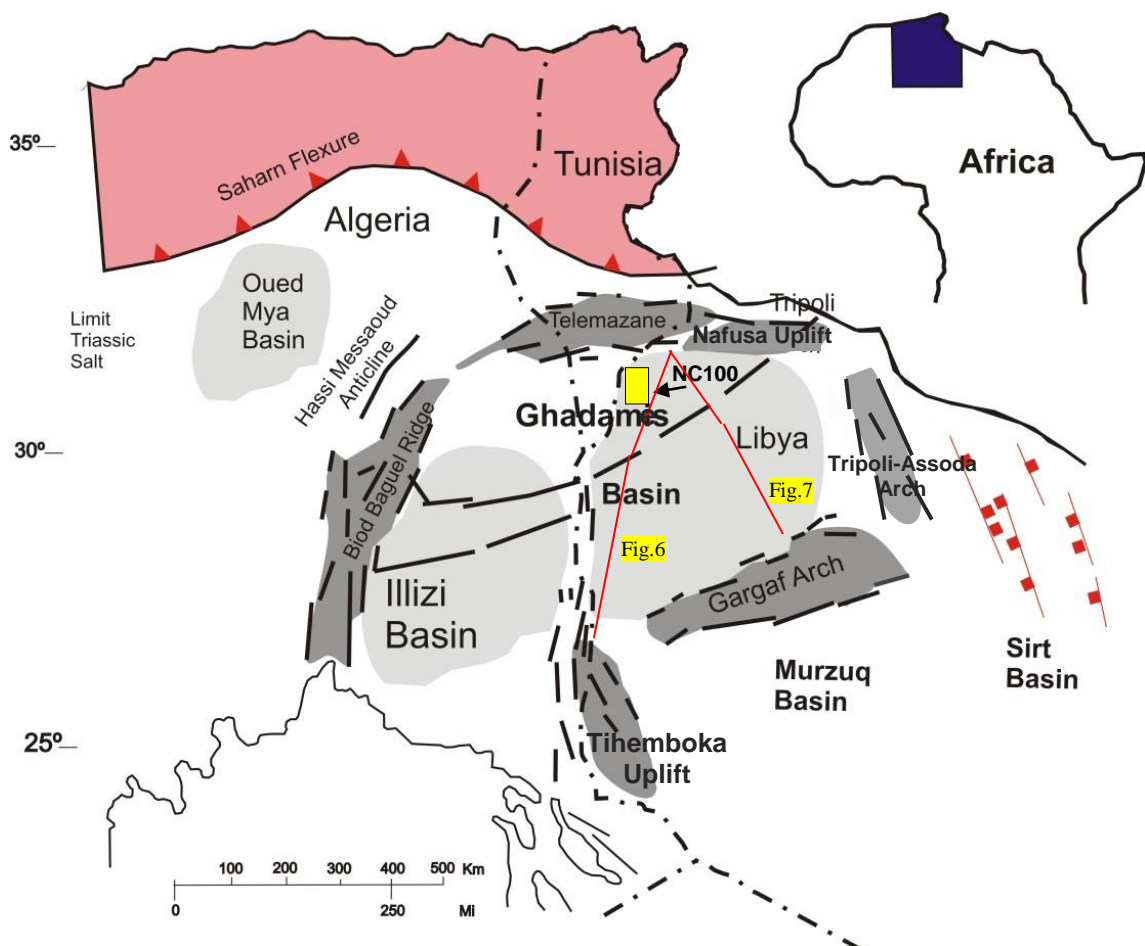 35º
Saharn Flexure
Tunisia
Africa
Algeria
Oued
Mya
Basin
Limit
Triassic
Salt
Hassi Messaoud
Anticline
Telemazane
Tripoli
Nafusa Uplift
NC100
Ghadames
30º
Libya
Biod Baguel Ridge
Basin
Fig.7
Tripoli-Assoda
Arch
Fig.6
Illizi
Basin
Gargaf Arch
Murzuq
Basin
Sirt
Basin
25º
Tihemboka
Uplift
100 200 300 400 500 Km
0 250 Mi